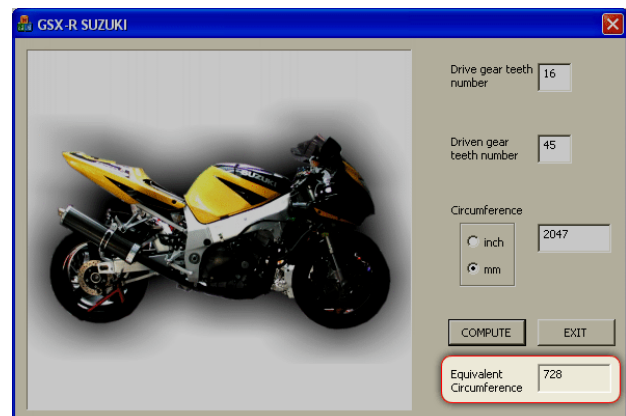 GSX-R SUZUKI
Drive gear teeth
number
16
Driven gear
teeth number
45
Circumference
inch
mm
2047
COMPUTE
EXIT
Equivalent
Circumference
728
SUZUKI